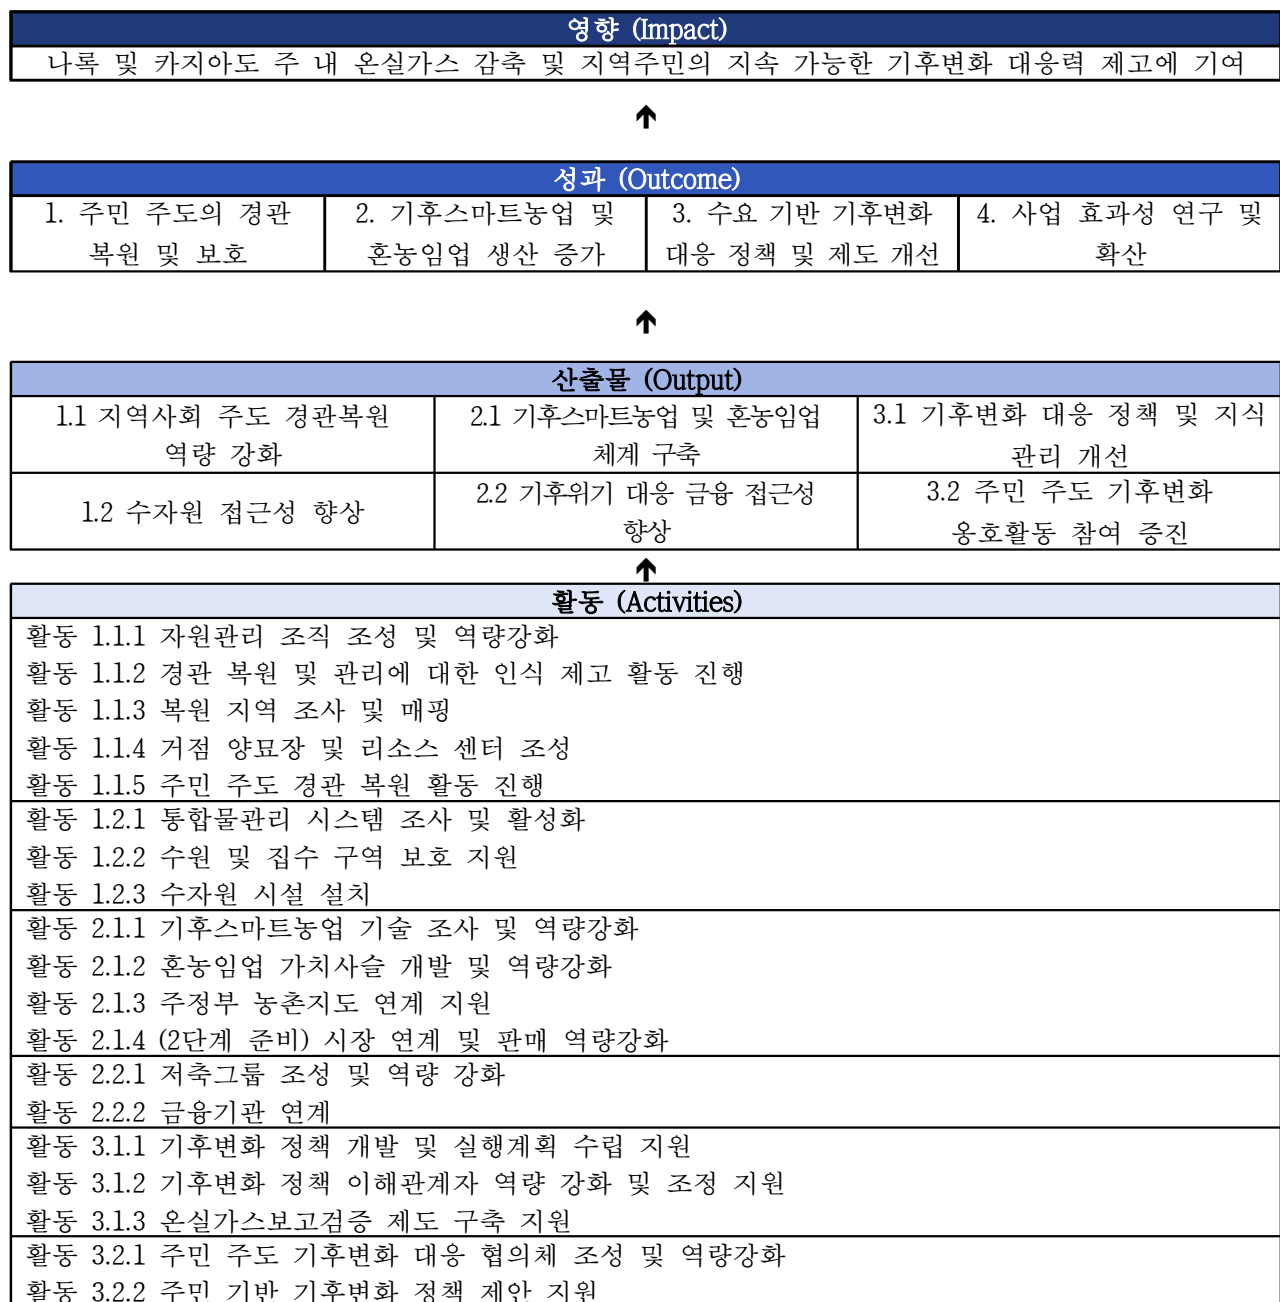 영향 (Impact)
나록 및 카지아도 주 내 온실가스 감축 및 지역주민의 지속 가능한 기후변화 대응력 제고에 기여
성과 (Outcome)
1. 주민 주도의 경관
복원 및 보호
2. 기후스마트농업 및
혼농임업 생산 증가
3. 수요 기반 기후변화
대응 정책 및 제도 개선
4. 사업 효과성 연구 및
확산
산출물 (Output)
1.1 지역사회 주도 경관복원
역량 강화
2.1 기후스마트농업 및 혼농임업
체계 구축
3.1 기후변화 대응 정책 및 지식
관리 개선
1.2 수자원 접근성 향상
2.2 기후위기 대응 금융 접근성
향상
3.2 주민 주도 기후변화
옹호활동 참여 증진
활동 (Activities)
활동 1.1.1 자원관리 조직 조성 및 역량강화
활동 1.1.2 경관 복원 및 관리에 대한 인식 제고 활동 진행
활동 1.1.3 복원 지역 조사 및 매핑
활동 1.1.4 거점 양묘장 및 리소스 센터 조성
활동 1.1.5 주민 주도 경관 복원 활동 진행
활동 1.2.1 통합물관리 시스템 조사 및 활성화
활동 1.2.2 수원 및 집수 구역 보호 지원
활동 1.2.3 수자원 시설 설치
활동 2.1.1 기후스마트농업 기술 조사 및 역량강화
활동 2.1.2 혼농임업 가치사슬 개발 및 역량강화
활동 2.1.3 주정부 농촌지도 연계 지원
활동 2.1.4 (2단계 준비) 시장 연계 및 판매 역량강화
활동 2.2.1 저축그룹 조성 및 역량 강화
활동 2.2.2 금융기관 연계
활동 3.1.1 기후변화 정책 개발 및 실행계획 수립 지원
활동 3.1.2 기후변화 정책 이해관계자 역량 강화 및 조정 지원
활동 3.1.3 온실가스보고검증 제도 구축 지원
활동 3.2.1 주민 주도 기후변화 대응 협의체 조성 및 역량강화
활동 3.2.2 주민 기반 기후변화 정책 제안 지원